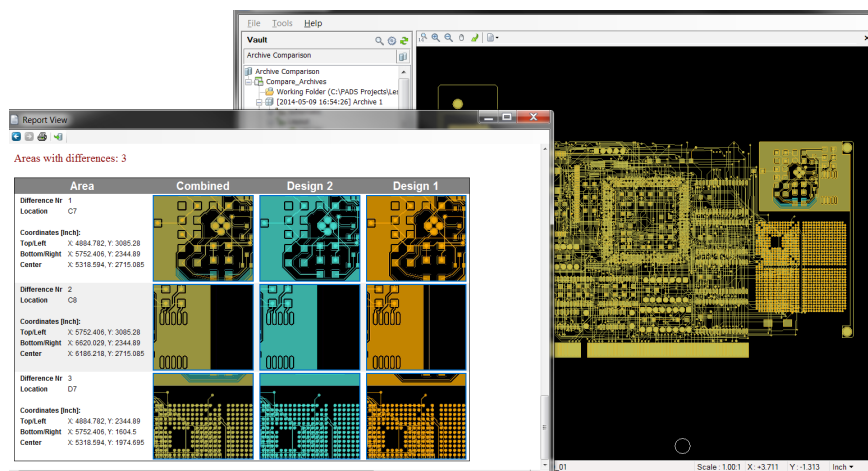 File Tools Help
Vault
Archive Comparison
Archive Comparison
Compare_Archives
Working Folder (C:\PADS Projects\Les
[2014-05-09 16:54:26] Archive 1
Report View
Areas with differences: 3
Area Combined Design 2 Design 1
Difference Nr 1
Location C7
Coordinates [Inch]:
Top/Left X: 4884.782, Y: 3085.28
Bottom/Right X: 5752.406, Y: 2344.89
Center X: 5318.594, Y: 2715.085
Difference Nr 2
Location C8
Coordinates [Inch]:
Top/Left X: 5752.406, Y: 3085.28
Bottom/Right X: 6620.029, Y: 2344.89
Center X: 6186.218, Y: 2715.085
Difference Nr 3
Location D7
Coordinates [Inch]:
Top/Left X: 4884.782, Y: 2344.89
Bottom/Right X: 5752.406, Y: 1604.5
Center X: 5318.594, Y: 1974.695
_01 Scale : 1.00:1 X : +3.711 Y : -1.313 Inch